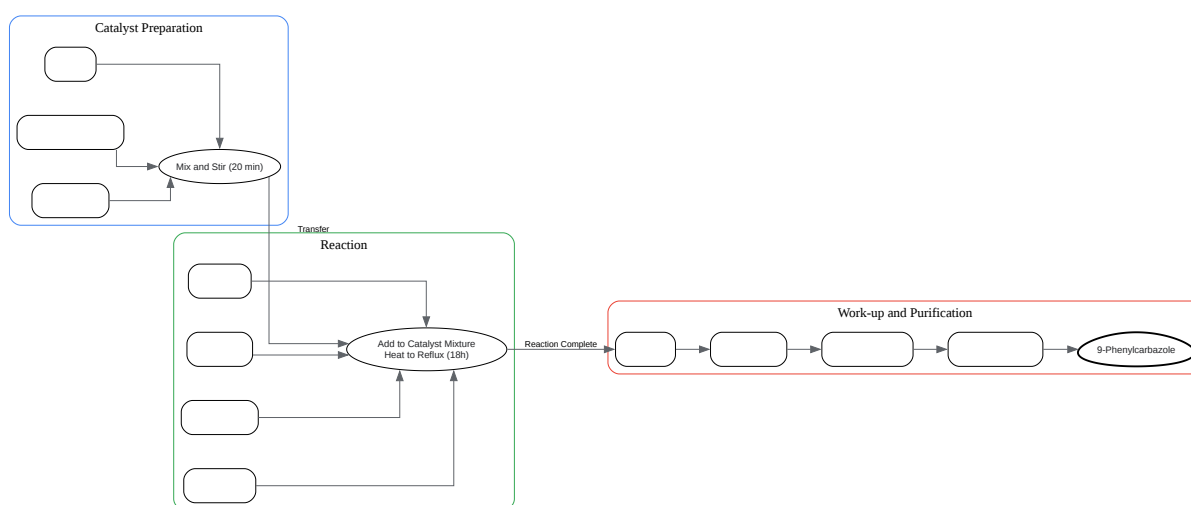 Catalyst Preparation
Mix and Stir (20 min)
Transfer
Reaction
Add to Catalyst Mixture
Heat to Reflux (18h)
Reaction Complete
Work-up and Purification
9-Phenylcarbazole